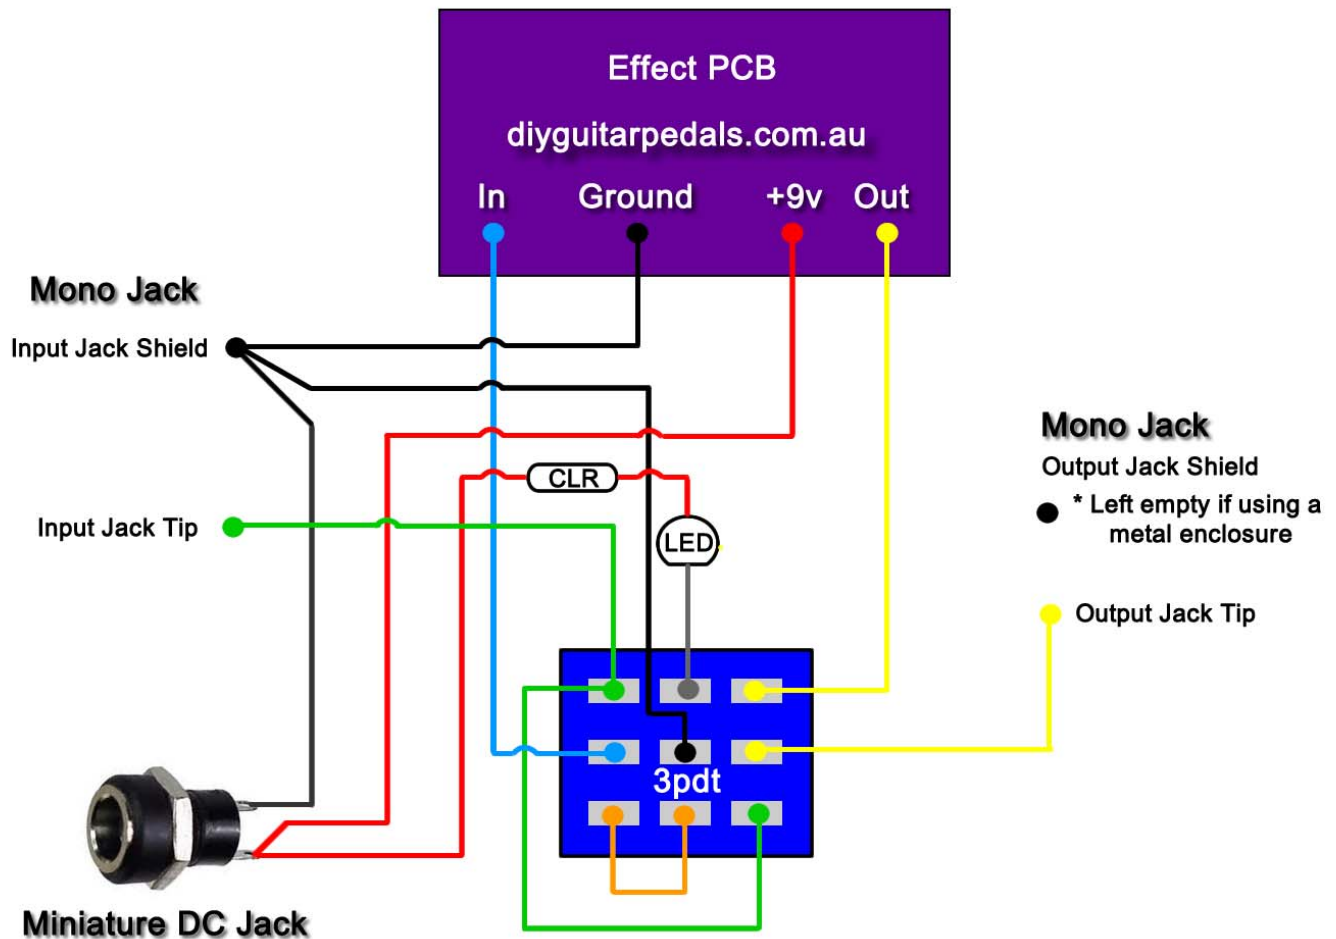 Effect PCB
diyguitarpedals.com.au
In
Ground
+9v
Out
Mono Jack
Input Jack Shield
CLR
Input Jack Tip
LED
Mono Jack
Output Jack Shield
* Left empty if using a
metal enclosure
Output Jack Tip
3pdt
Miniature DC Jack